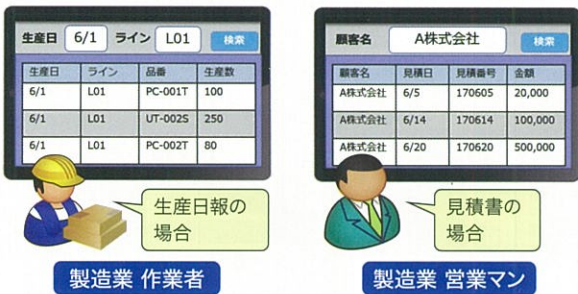 生産日 6/1 ライン L01 検索
生産日 ライン 品番 生産数
6/1 L01 PC-001T 100
6/1 L01 UT-002S 250
6/1 L01 PC-002T 80
生産日報の
場合
製造業 作業者
顧客名 A株式会社 検索
顧客名 見積日 見積番号 金額
A株式会社 6/5 170605 20,000
A株式会社 6/14 170614 100,000
A株式会社 6/20 170620 500,000
見積書の
場合
製造業 営業マン